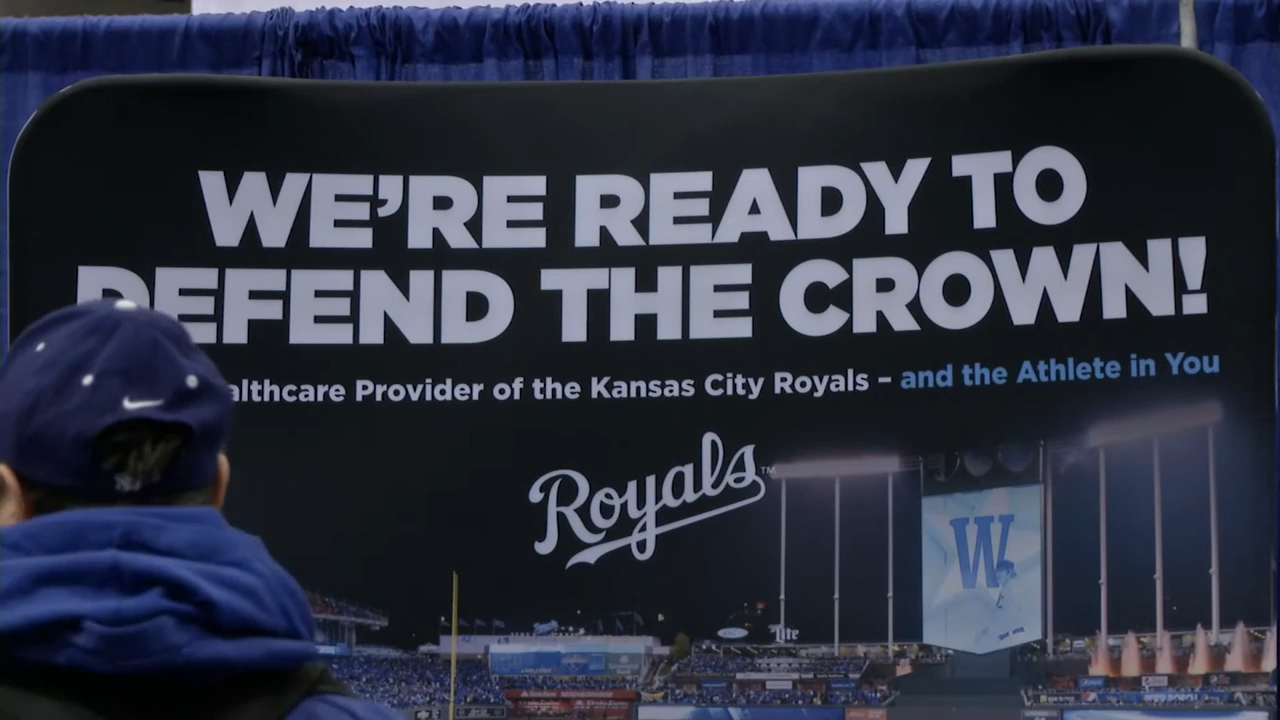 WE'RE READY TO
DEFEND THE CROWN!
althcare Provider of the Kansas City Royals – and the Athlete in You
Royals™
W
Lite